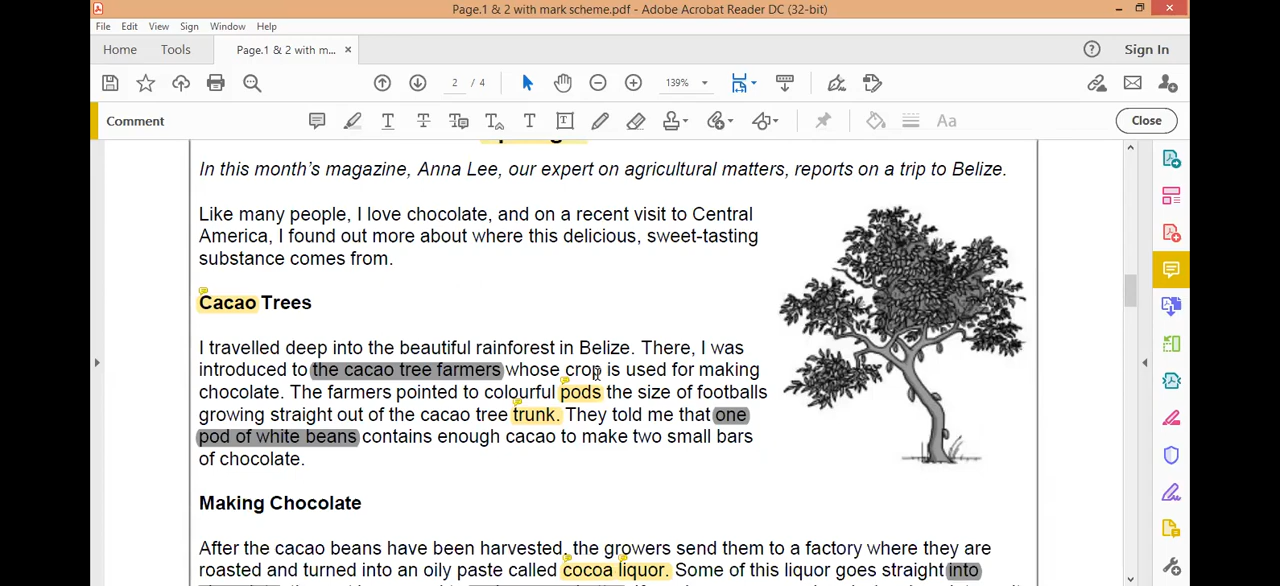 Page.1 & 2 with mark scheme.pdf - Adobe Acrobat Reader DC (32-bit)
File Edit View Sign Window Help
Home Tools Page.1 & 2 with m... × Sign In
2 / 4 139%
Comment Close
In this month's magazine, Anna Lee, our expert on agricultural matters, reports on a trip to Belize.
Like many people, I love chocolate, and on a recent visit to Central
America, I found out more about where this delicious, sweet-tasting
substance comes from.
Cacao Trees
I travelled deep into the beautiful rainforest in Belize. There, I was
introduced to the cacao tree farmers whose crop is used for making
chocolate. The farmers pointed to colourful pods the size of footballs
growing straight out of the cacao tree trunk. They told me that one
pod of white beans contains enough cacao to make two small bars
of chocolate.
Making Chocolate
After the cacao beans have been harvested, the growers send them to a factory where they are
roasted and turned into an oily paste called cocoa liquor. Some of this liquor goes straight into